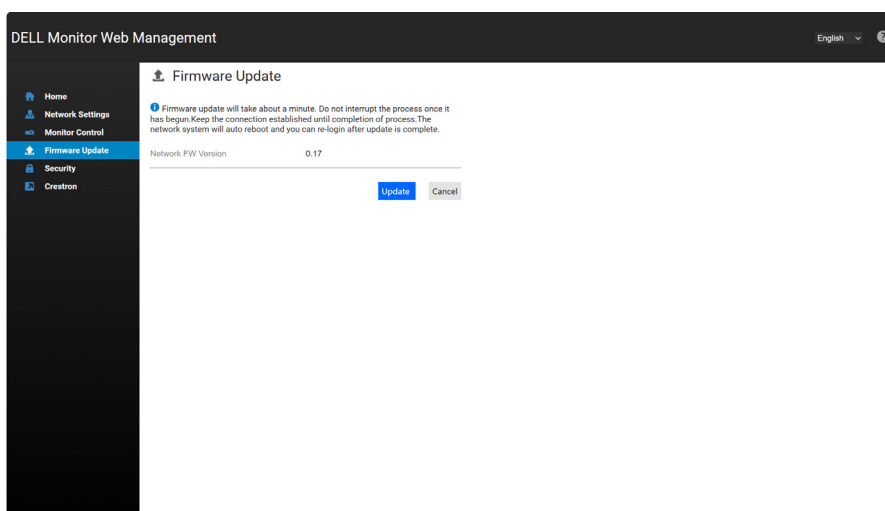 DELL Monitor Web Management
English
?
Home
Network Settings
Monitor Control
Firmware Update
Security
Crestron
Firmware Update
Firmware update will take about a minute. Do not interrupt the process once it
has begun.Keep the connection established until completion of process.The
network system will auto reboot and you can re-login after update is complete.
Network FW Version 0.17
Update Cancel